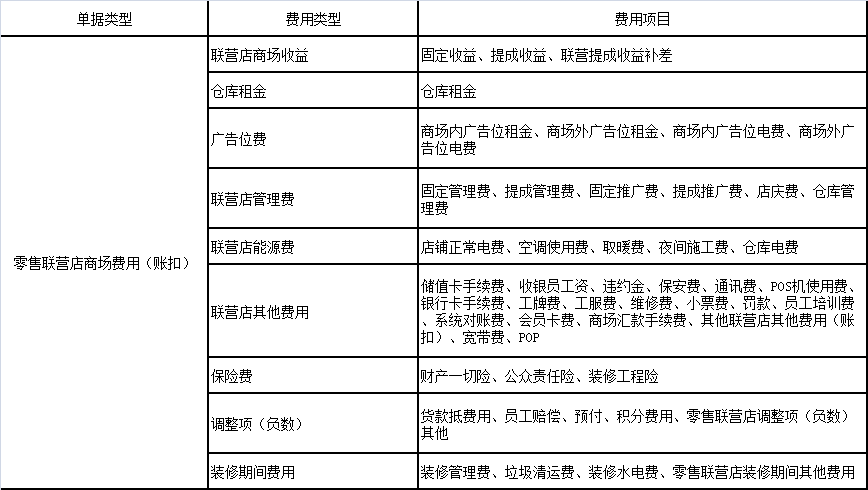 单据类型
费用类型
费用项目
零售联营店商场费用（账扣）
联营店商场收益
固定收益、提成收益、联营提成收益补差
仓库租金
仓库租金
广告位费
商场内广告位租金、商场外广告位租金、商场内广告位电费、商场外广
告位电费
联营店管理费
固定管理费、提成管理费、固定推广费、提成推广费、店庆费、仓库管
理费
联营店能源费
店铺正常电费、空调使用费、取暖费、夜间施工费、仓库电费
联营店其他费用
储值卡手续费、收银员工资、违约金、保安费、通讯费、POS机使用费、
银行卡手续费、工牌费、工服费、维修费、小票费、罚款、员工培训费
、系统对账费、会员卡费、商场汇款手续费、其他联营店其他费用（账
扣）、宽带费、POP
保险费
财产一切险、公众责任险、装修工程险
调整项（负数）
货款抵费用、员工赔偿、预付、积分费用、零售联营店调整项（负数）
其他
装修期间费用
装修管理费、垃圾清运费、装修水电费、零售联营店装修期间其他费用